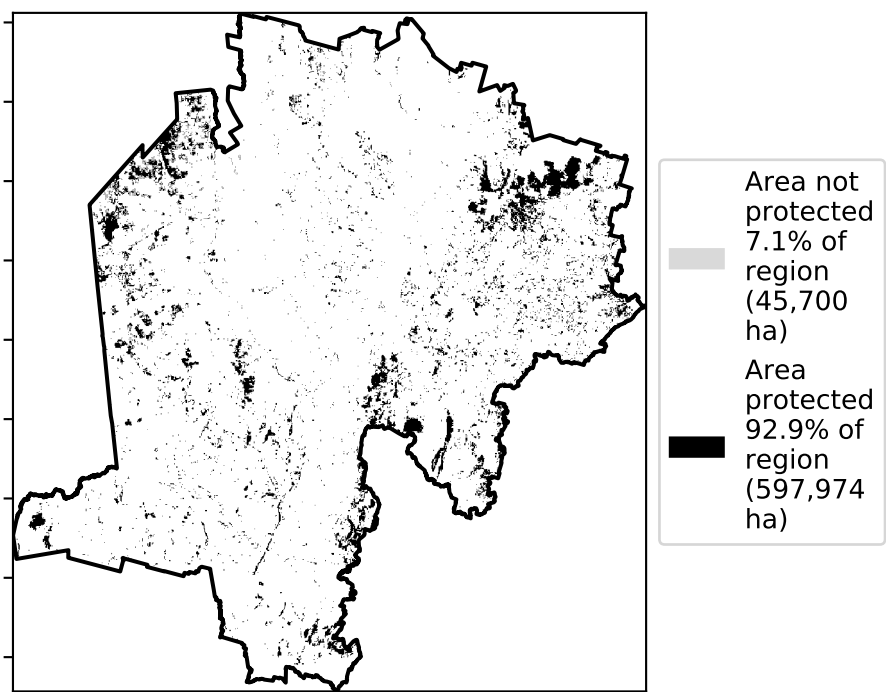 Area not
protected
7.1% of
region
(45,700
ha)
Area
protected
92.9% of
region
(597,974
ha)